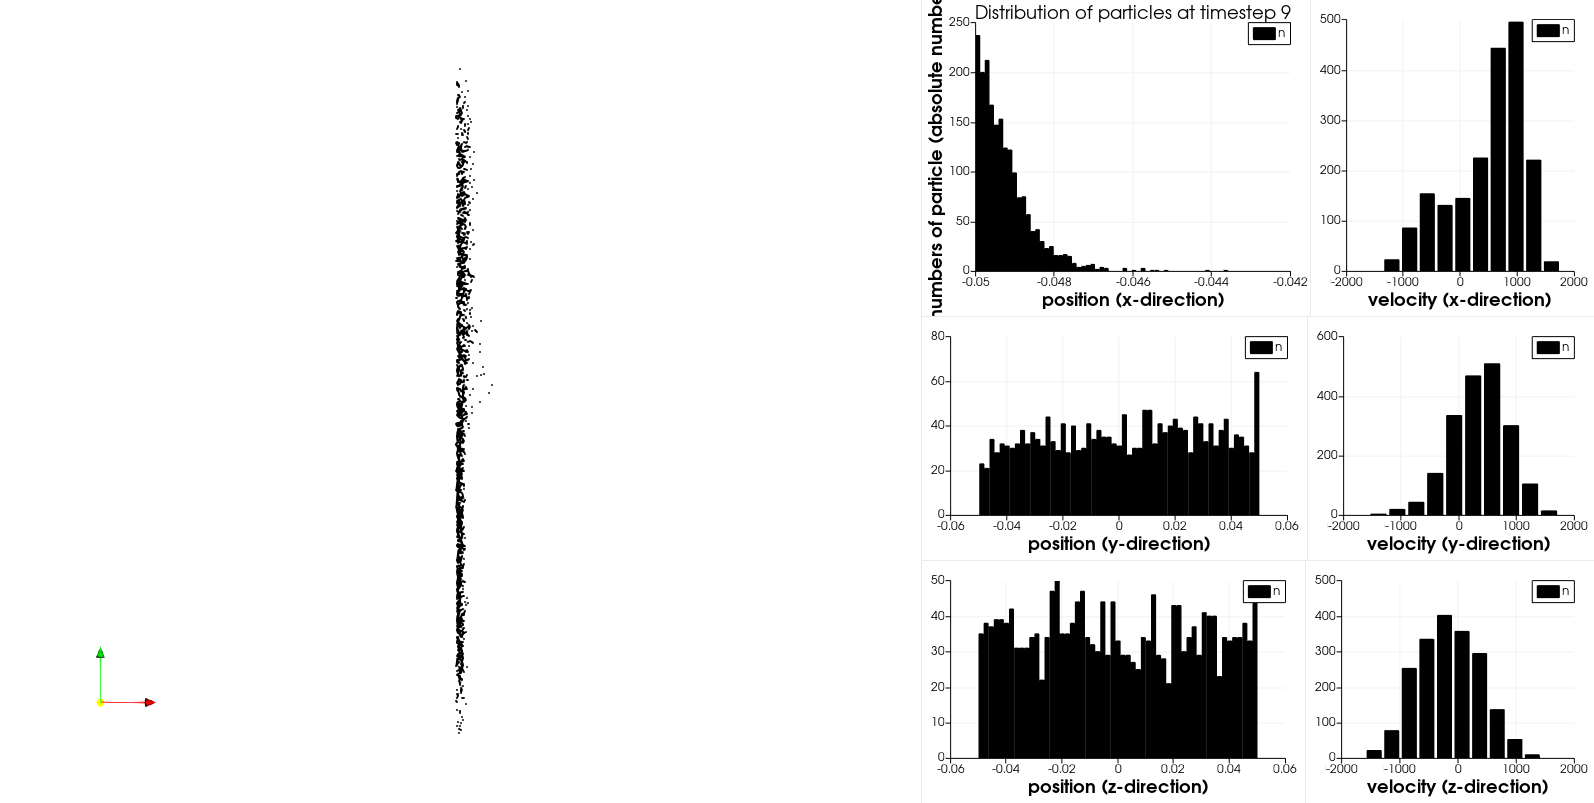 Distribution of particles at timestep 9
numbers of particle (absolute numbe
250
200
150
100
50
0
-0.05 -0.048 -0.046 -0.044 -0.042
position (x-direction)
n
500
400
300
200
100
0
-2000 -1000 0 1000 2000
velocity (x-direction)
n
80
60
40
20
0
-0.06 -0.04 -0.02 0 0.02 0.04 0.06
position (y-direction)
n
600
400
200
0
-2000 -1000 0 1000 2000
velocity (y-direction)
n
50
40
30
20
10
0
-0.06 -0.04 -0.02 0 0.02 0.04 0.06
position (z-direction)
n
500
400
300
200
100
0
-2000 -1000 0 1000 2000
velocity (z-direction)
n